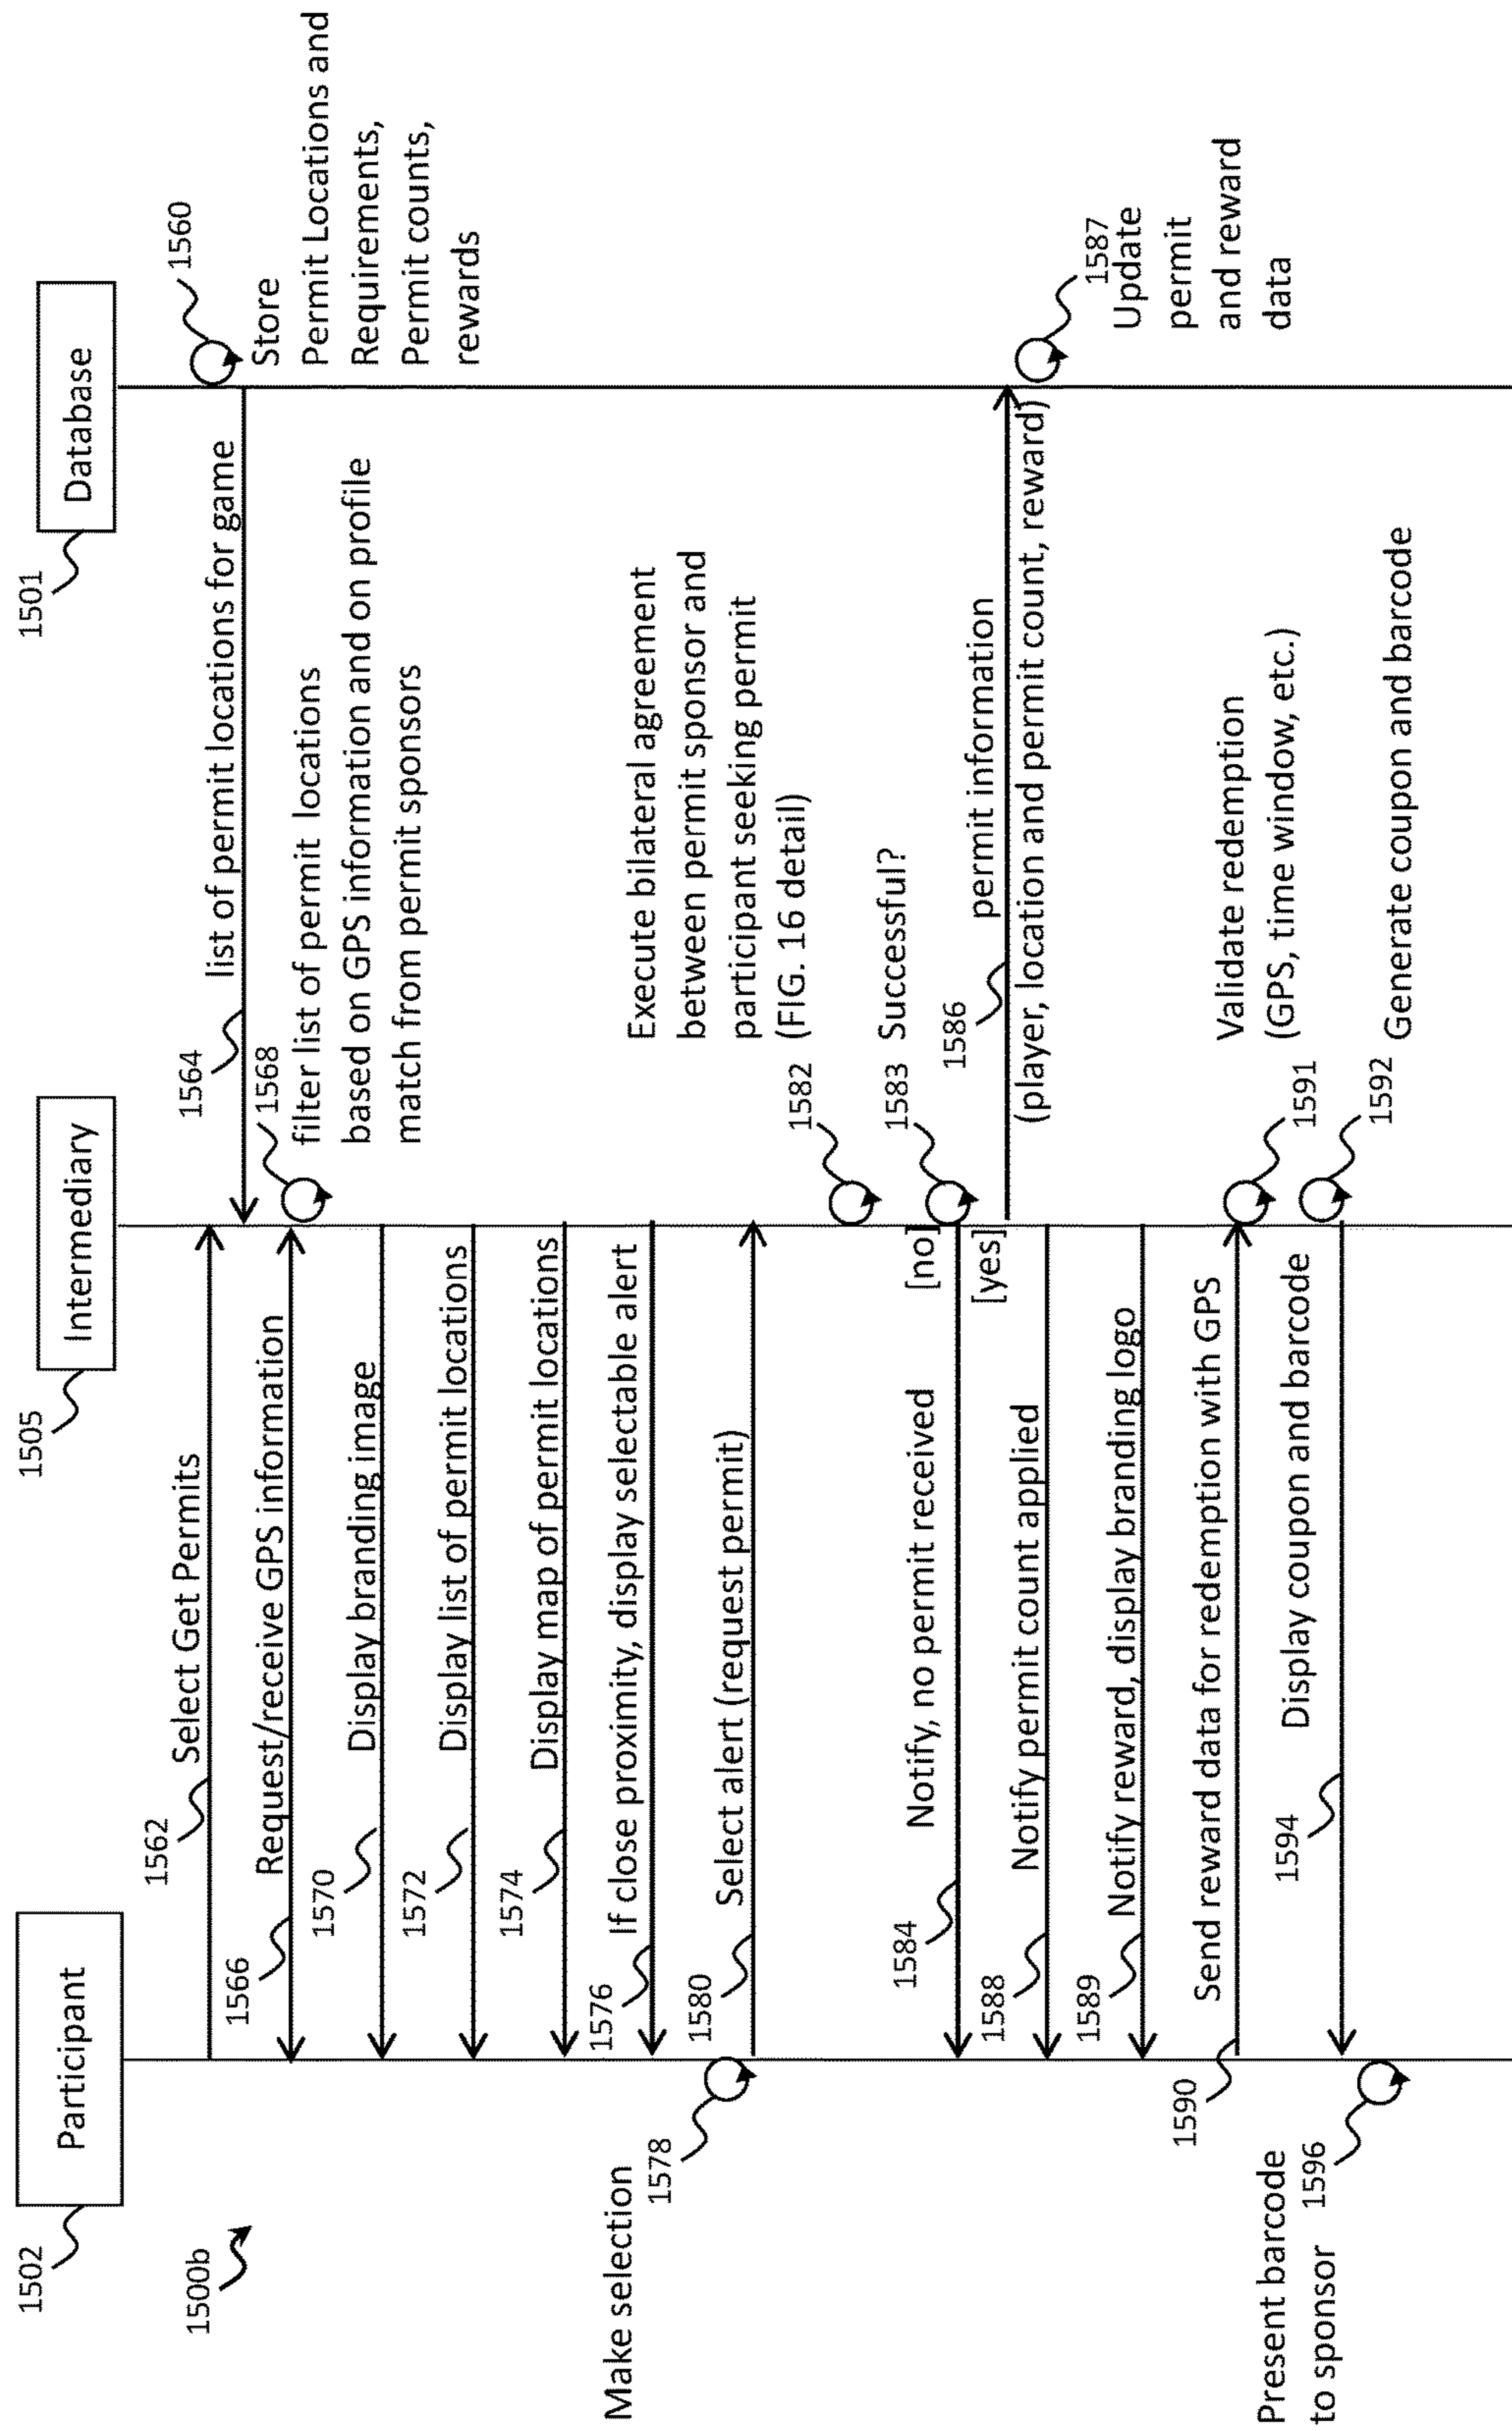 1500b
1502
Participant
1505
Intermediary
1501
Database
1560
Store
Permit Locations and
Requirements,
Permit counts,
rewards
1562
Select Get Permits
1564
list of permit locations for game
1566
Request/receive GPS information
1568
filter list of permit locations
based on GPS information and on profile
match from permit sponsors
1570
Display branding image
1572
Display list of permit locations
1574
Display map of permit locations
1576
If close proximity, display selectable alert
Make selection
1578
1580
Select alert (request permit)
Execute bilateral agreement
between permit sponsor and
participant seeking permit
(FIG. 16 detail)
1582
1583
Successful?
[no]
1584
Notify, no permit received
[yes]
1586
permit information
(player, location and permit count, reward)
1587
Update
permit
and reward
data
1588
Notify permit count applied
1589
Notify reward, display branding logo
1590
Send reward data for redemption with GPS
1591
Validate redemption
(GPS, time window, etc.)
1592
Generate coupon and barcode
1594
Display coupon and barcode
Present barcode
to sponsor
1596